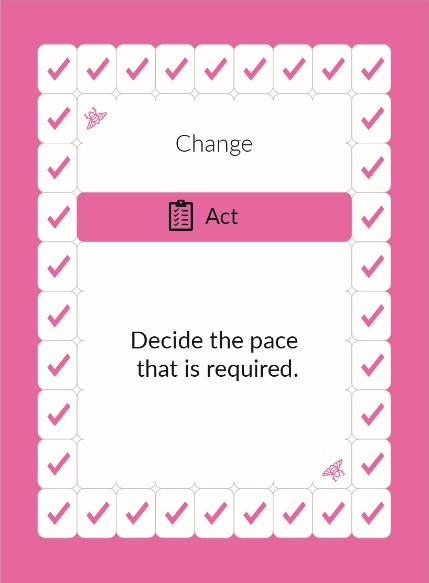 Change
Act
Decide the pace
that is required.